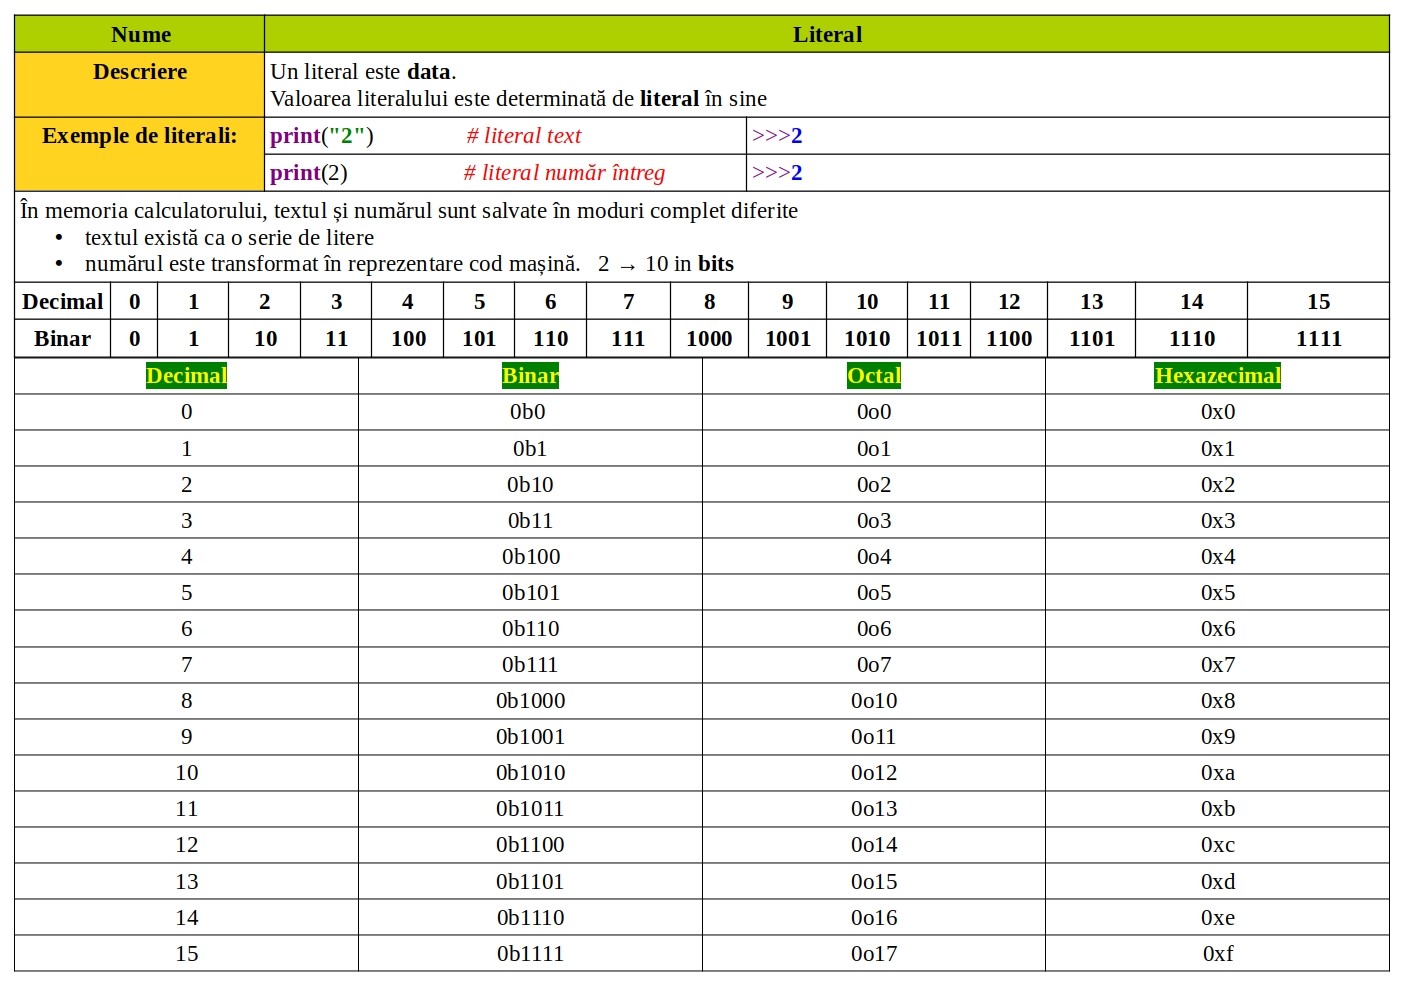 Nume Literal
Descriere Un literal este data.
Valoarea literalului este determinată de literal în sine
Exemple de literali: print("2") # literal text >>>2
print(2) # literal număr întreg >>>2
În memoria calculatorului, textul și numărul sunt salvate în moduri complet diferite
• textul există ca o serie de litere
• numărul este transformat în reprezentare cod mașină. 2 → 10 in bits
Decimal 0 1 2 3 4 5 6 7 8 9 10 11 12 13 14 15
Binar 0 1 10 11 100 101 110 111 1000 1001 1010 1011 1100 1101 1110 1111
Decimal Binar Octal Hexazecimal
0 0b0 0o0 0x0
1 0b1 0o1 0x1
2 0b10 0o2 0x2
3 0b11 0o3 0x3
4 0b100 0o4 0x4
5 0b101 0o5 0x5
6 0b110 0o6 0x6
7 0b111 0o7 0x7
8 0b1000 0o10 0x8
9 0b1001 0o11 0x9
10 0b1010 0o12 0xa
11 0b1011 0o13 0xb
12 0b1100 0o14 0xc
13 0b1101 0o15 0xd
14 0b1110 0o16 0xe
15 0b1111 0o17 0xf